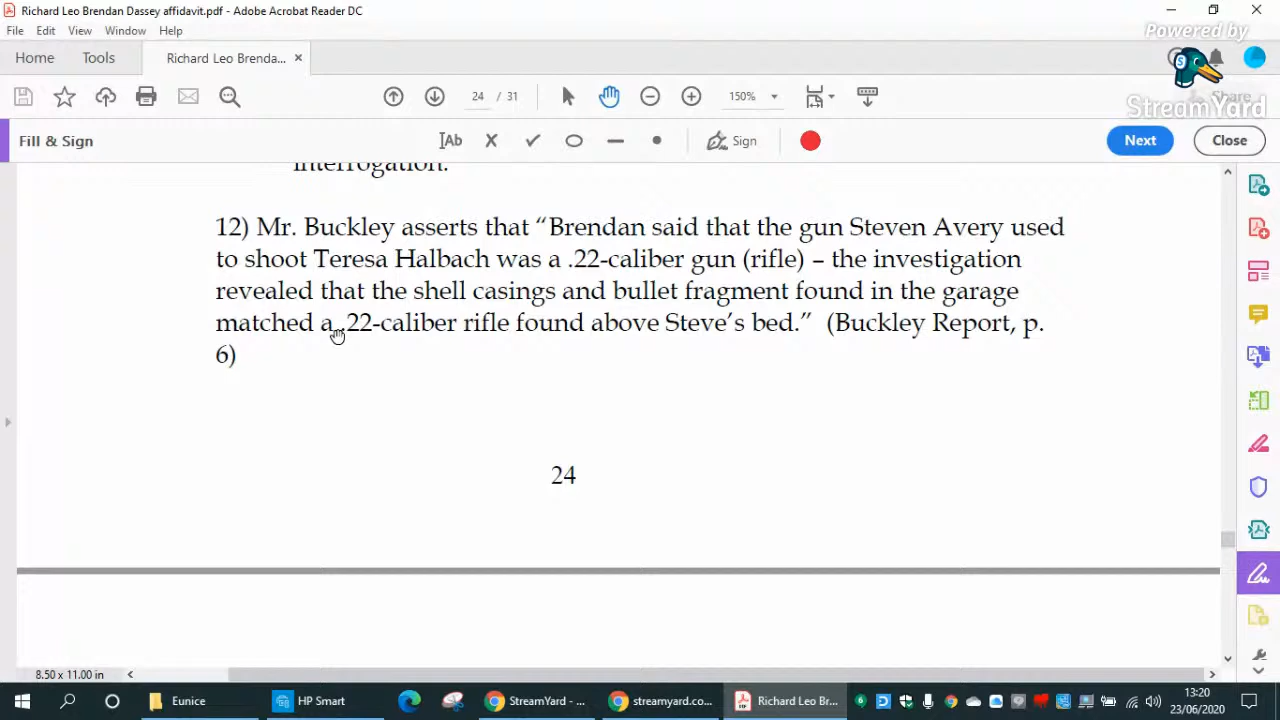 Richard Leo Brendan Dassey affidavit.pdf - Adobe Acrobat Reader DC
File Edit View Window Help
Powered by
StreamYard
Home Tools Richard Leo Brenda... ×
24 / 31 150% Share
Fill & Sign Ab Sign Next Close
interrogation.
12) Mr. Buckley asserts that “Brendan said that the gun Steven Avery used
to shoot Teresa Halbach was a .22-caliber gun (rifle) – the investigation
revealed that the shell casings and bullet fragment found in the garage
matched a .22-caliber rifle found above Steve’s bed.” (Buckley Report, p.
6)
24
8.50 x 11.00 in
Eunice HP Smart StreamYard - ... streamyard.co... Richard Leo Br... 13:20
23/06/2020